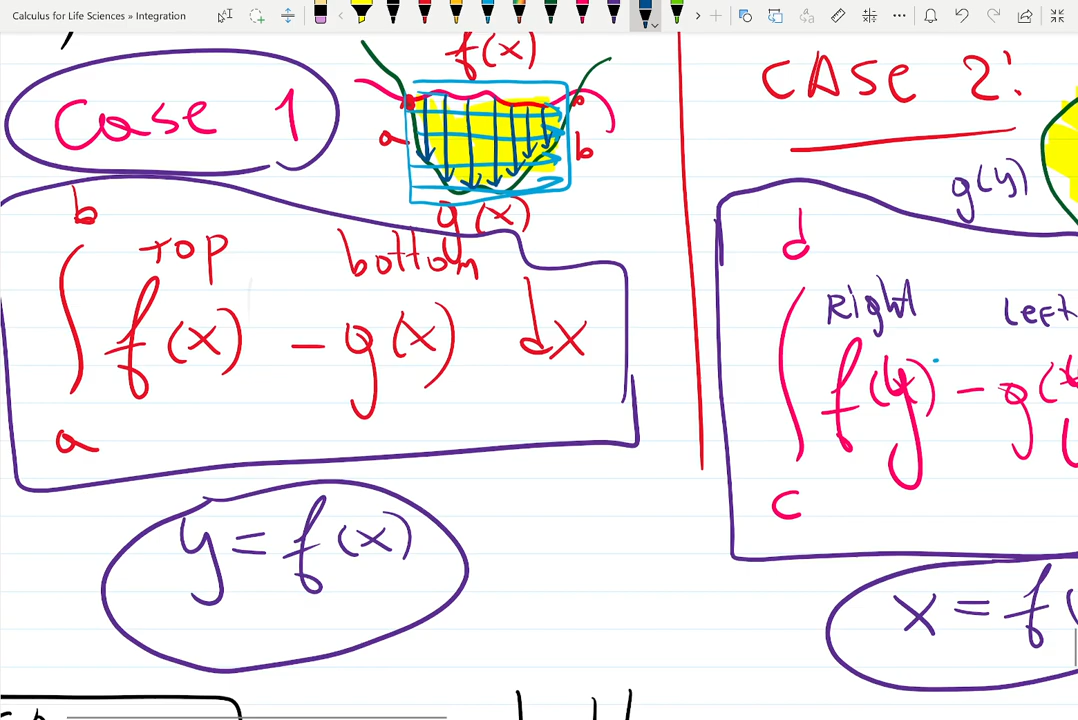 Calculus for Life Sciences » Integration
Case 1
f(x)
a
b
b
g(x)
b
top bottom
∫ f(x) - g(x) dx
a
y = f(x)
CASE 2:
g(y)
d
Right Left
∫ f(y) - g(
c
x = f(